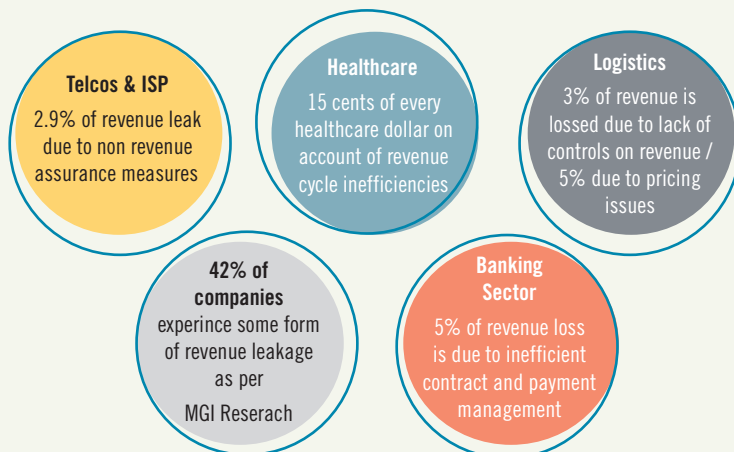 Telcos & ISP
2.9% of revenue leak
due to non revenue
assurance measures
Healthcare
15 cents of every
healthcare dollar on
account of revenue
cycle inefficiencies
Logistics
3% of revenue is
lossed due to lack of
controls on revenue /
5% due to pricing
issues
42% of
companies
experince some form
of revenue leakage
as per
MGI Reserach
Banking
Sector
5% of revenue loss
is due to inefficient
contract and payment
management